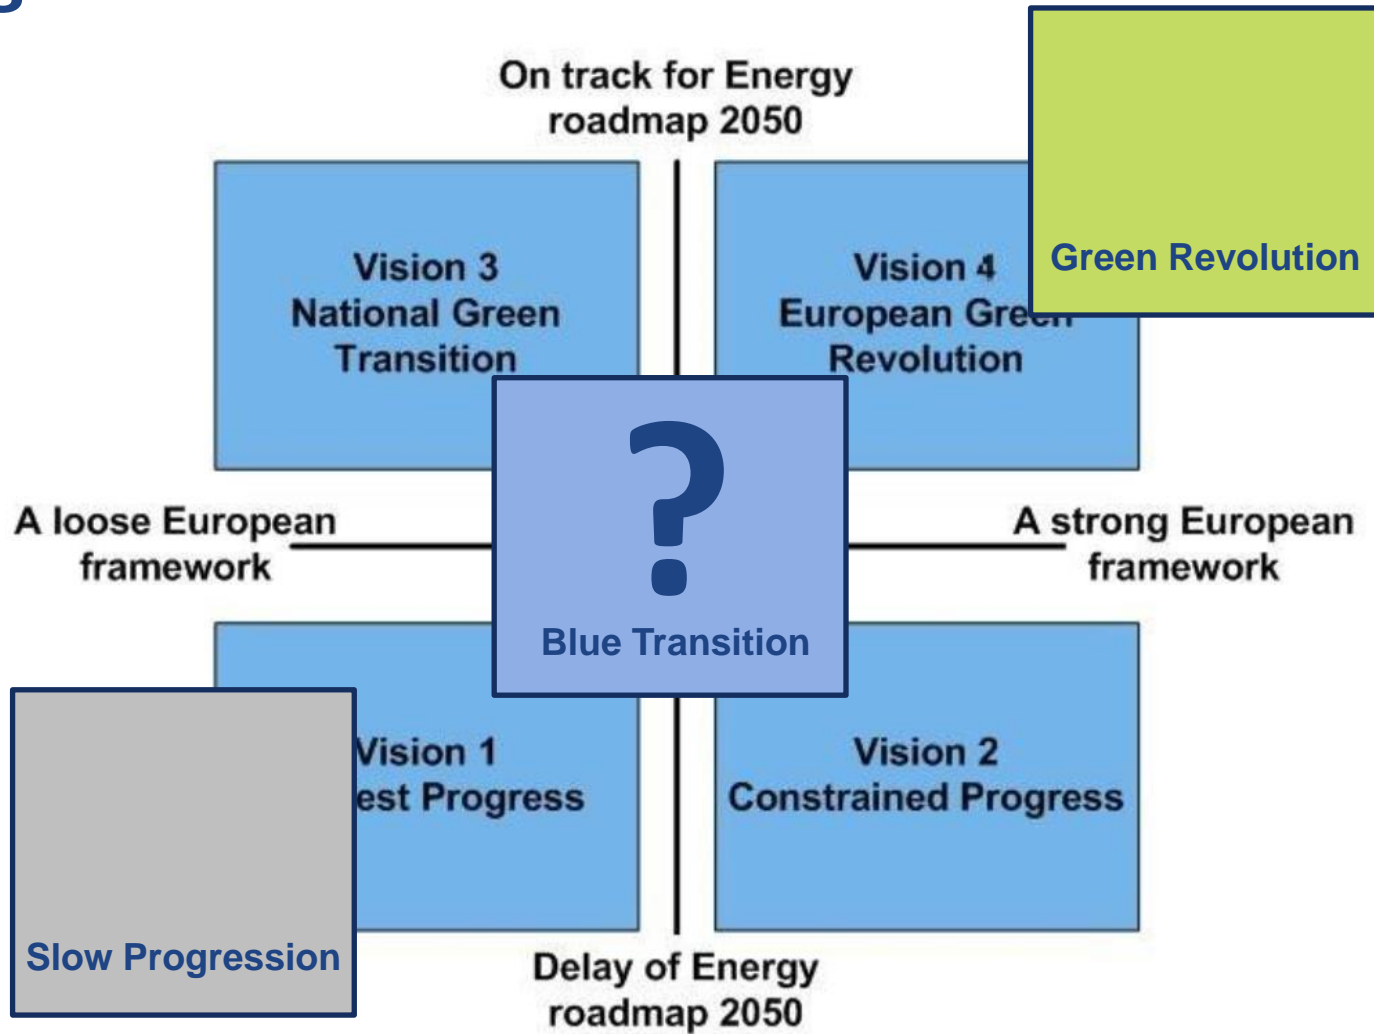 On track for Energy
roadmap 2050
Vision 3
National Green
Transition
Vision 4
European Green
Revolution
Green Revolution
?
Blue Transition
A loose European
framework
A strong European
framework
Vision 1
est Progress
Vision 2
Constrained Progress
Slow Progression
Delay of Energy
roadmap 2050